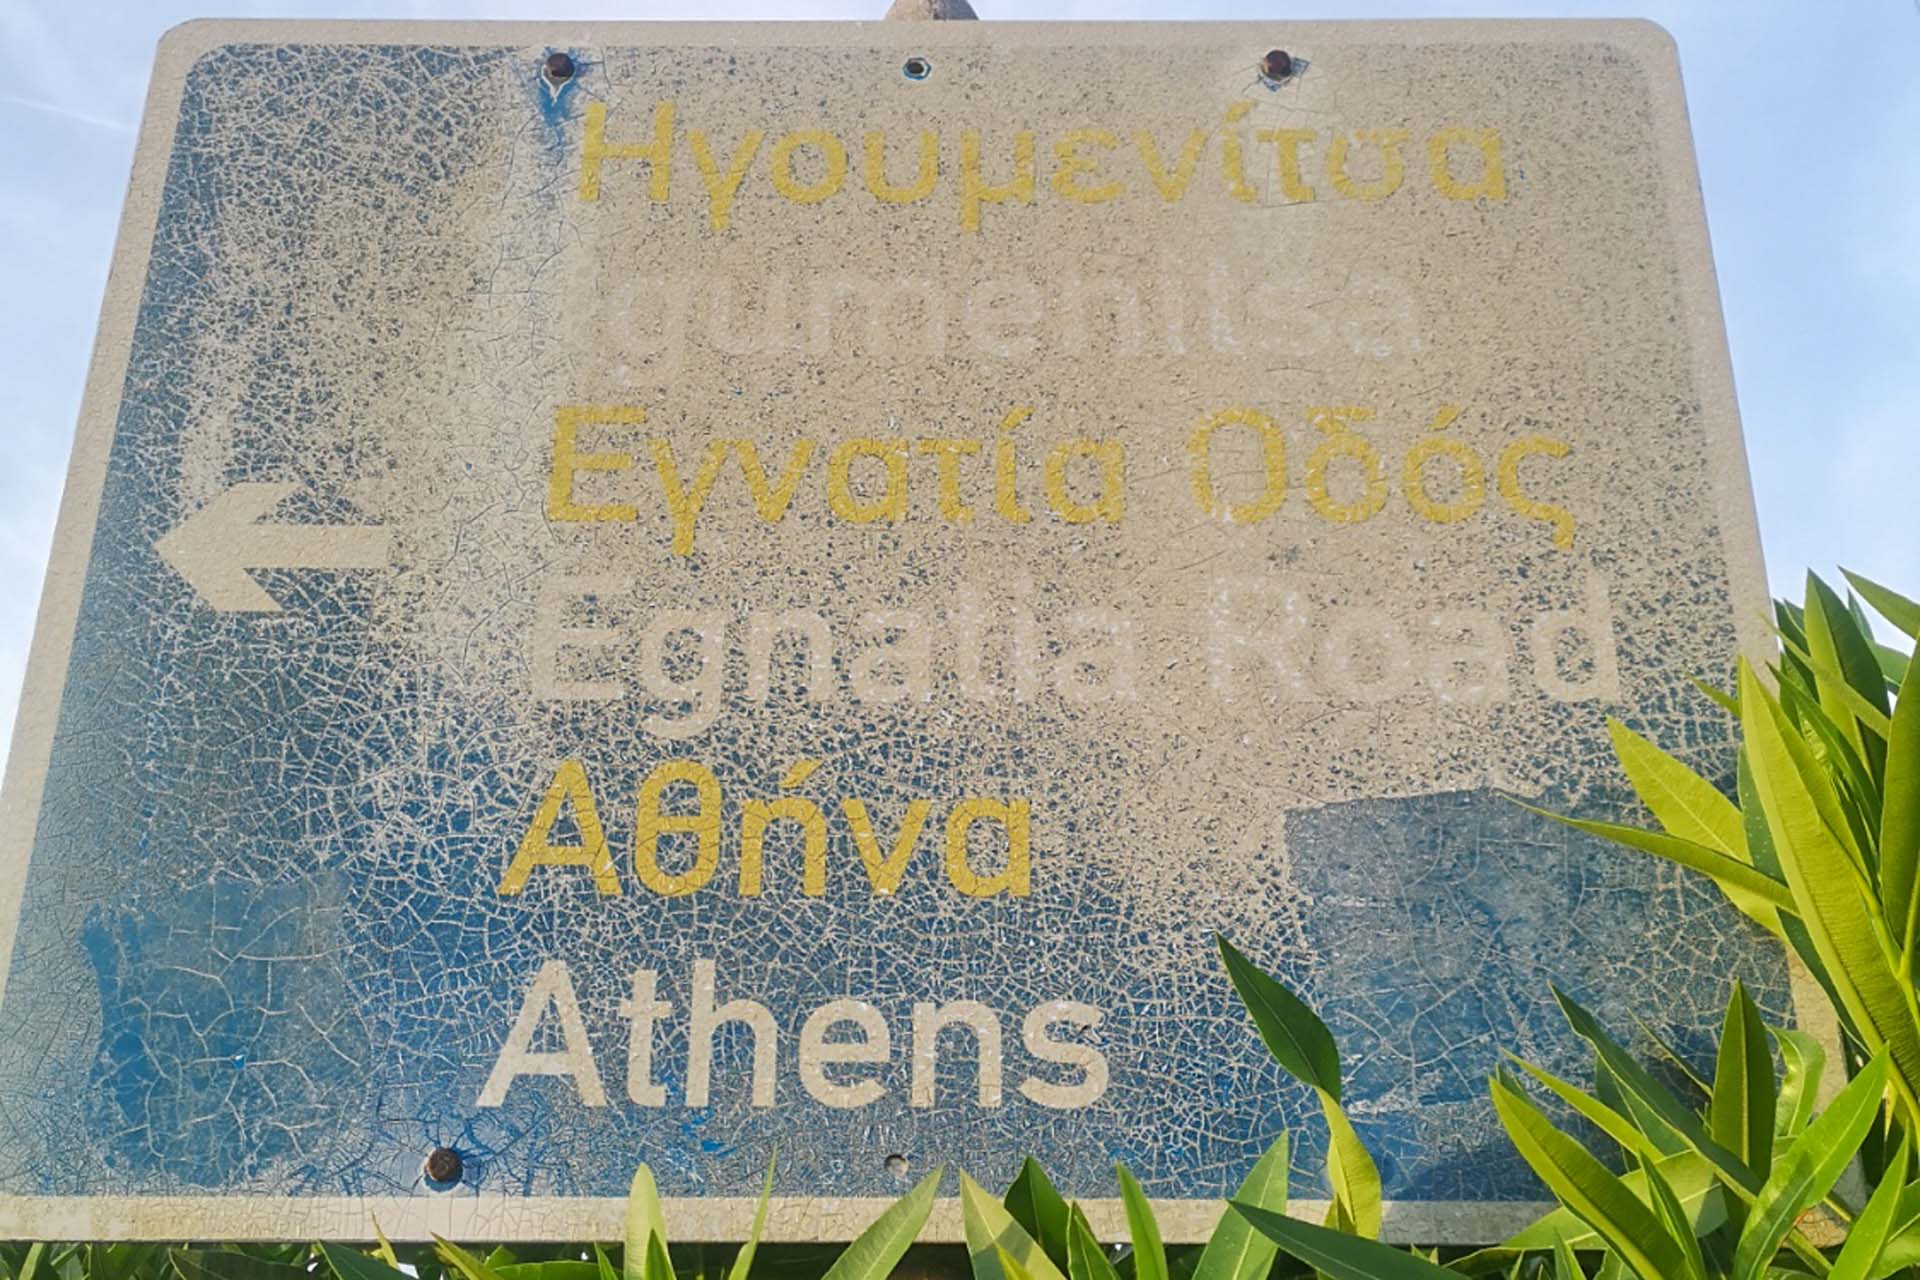 Ηγουμενίτσα
Igumenitsa
Εγνατία Οδός
Egnatia Road
Αθήνα
Athens